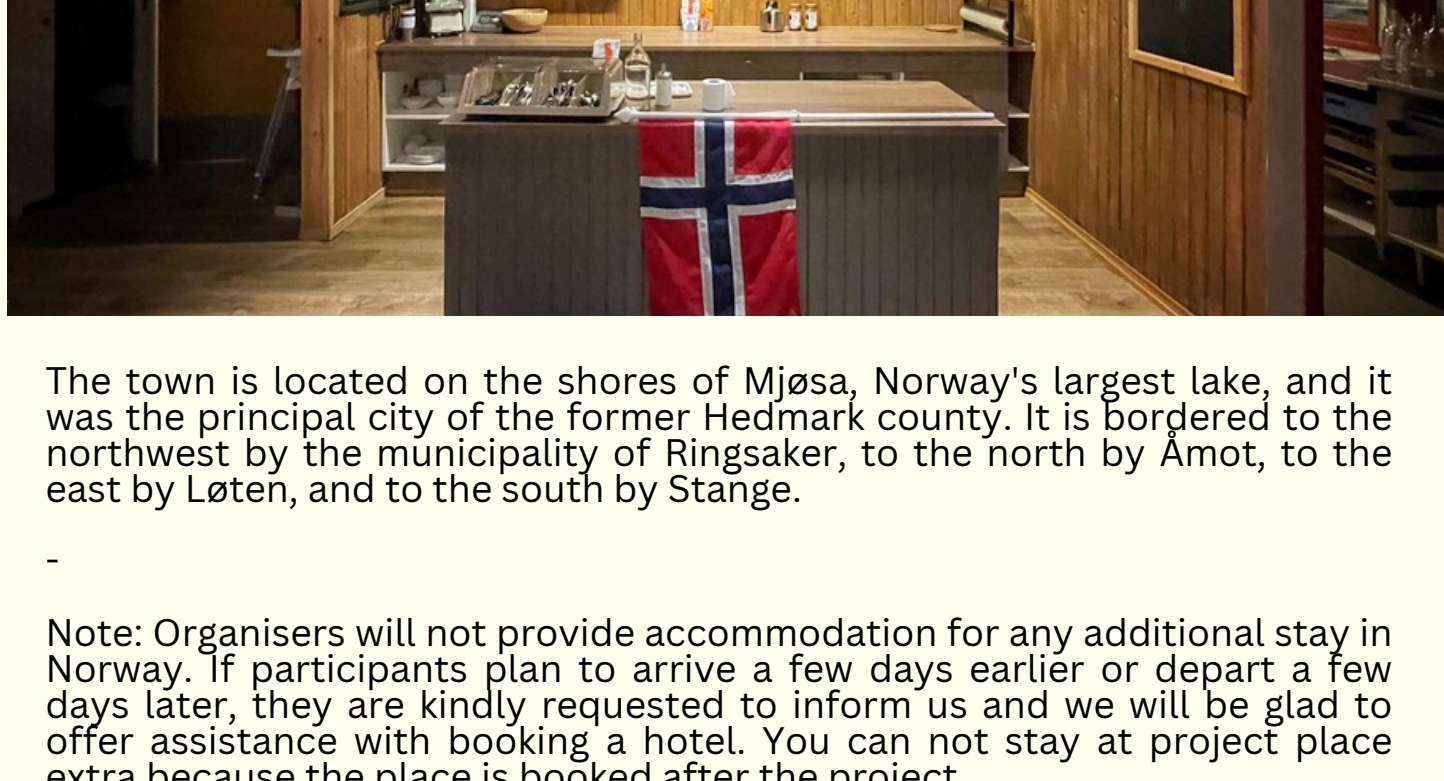 The town is located on the shores of Mjøsa, Norway's largest lake, and it
was the principal city of the former Hedmark county. It is bordered to the
northwest by the municipality of Ringsaker, to the north by Åmot, to the
east by Løten, and to the south by Stange.
-
Note: Organisers will not provide accommodation for any additional stay in
Norway. If participants plan to arrive a few days earlier or depart a few
days later, they are kindly requested to inform us and we will be glad to
offer assistance with booking a hotel. You can not stay at project place
extra because the place is booked after the project.